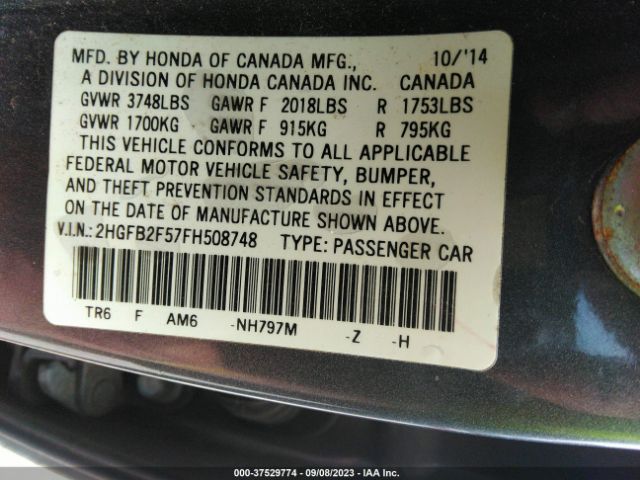 MFD. BY HONDA OF CANADA MFG., 10/'14
A DIVISION OF HONDA CANADA INC. CANADA
GVWR 3748LBS GAWR F 2018LBS R 1753LBS
GVWR 1700KG GAWR F 915KG R 795KG
THIS VEHICLE CONFORMS TO ALL APPLICABLE
FEDERAL MOTOR VEHICLE SAFETY, BUMPER,
AND THEFT PREVENTION STANDARDS IN EFFECT
ON THE DATE OF MANUFACTURE SHOWN ABOVE.
V.I.N.: 2HGFB2F57FH508748 TYPE: PASSENGER CAR
TR6 F AM6 -NH797M -Z -H
000-37529774 - 09/08/2023 - IAA Inc.